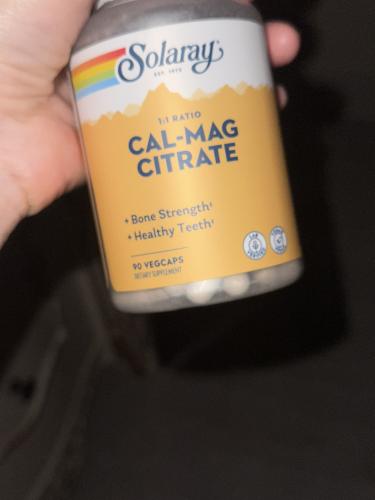 Solaray
EST. 1973
1:1 RATIO
CAL-MAG
CITRATE
+ Bone Strength†
+ Healthy Teeth†
90 VEGCAPS
DIETARY SUPPLEMENT